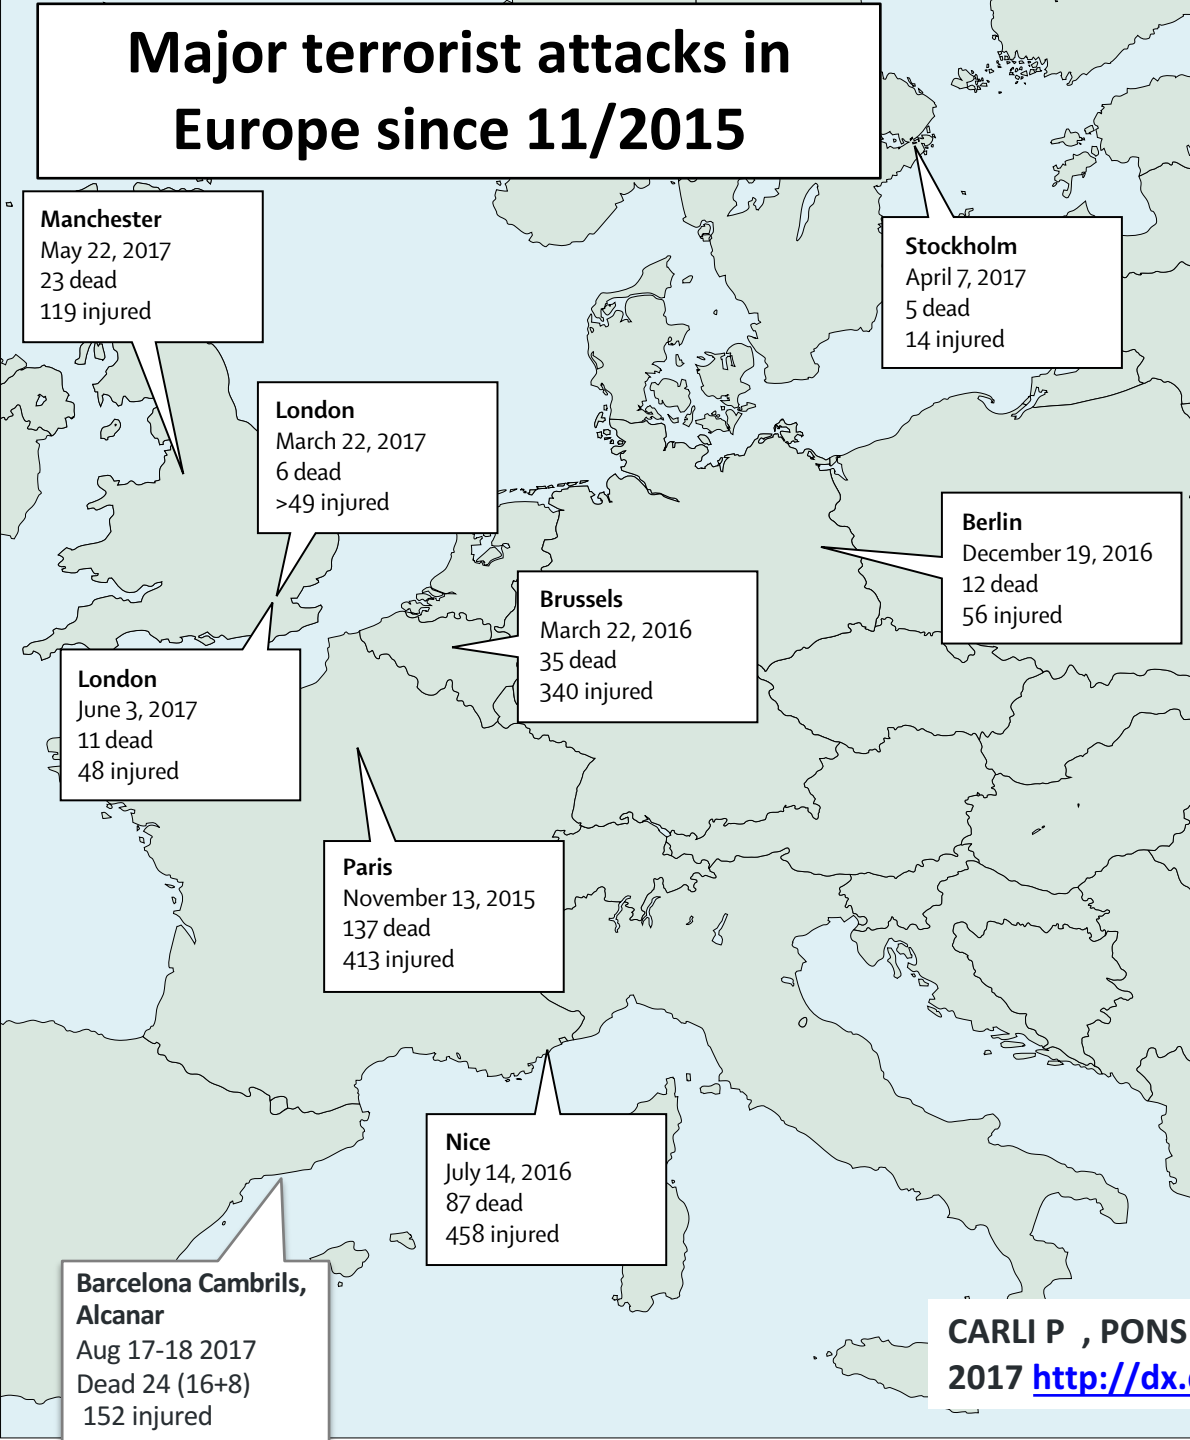 Major terrorist attacks in
Europe since 11/2015
Manchester
May 22, 2017
23 dead
119 injured
Stockholm
April 7, 2017
5 dead
14 injured
London
March 22, 2017
6 dead
>49 injured
Berlin
December 19, 2016
12 dead
56 injured
Brussels
March 22, 2016
35 dead
340 injured
London
June 3, 2017
11 dead
48 injured
Paris
November 13, 2015
137 dead
413 injured
Nice
July 14, 2016
87 dead
458 injured
Barcelona Cambrils,
Alcanar
Aug 17-18 2017
Dead 24 (16+8)
152 injured
CARLI P , PONS
2017 http://dx.